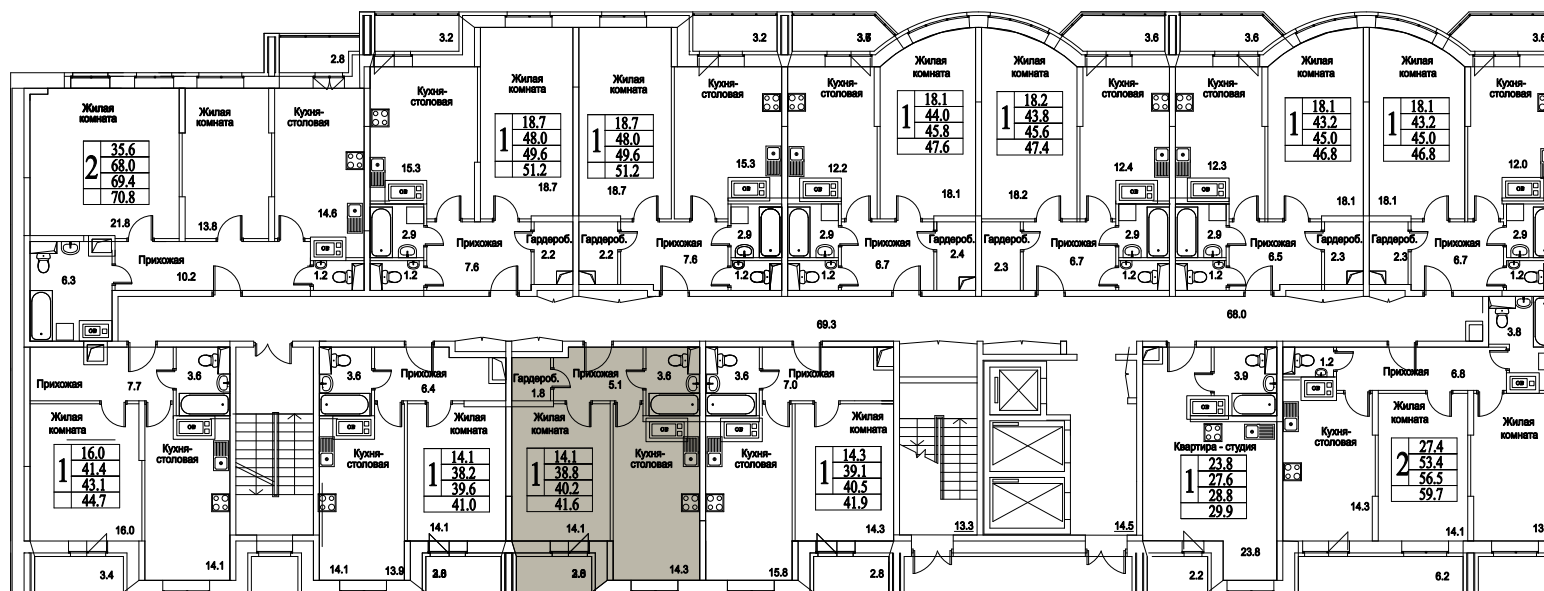 3.2
3.2
3.6
3.6
3.6
2.8
Жилая
комната
Жилая
комната
Кухня-
столовая
Кухня-
столовая
Жилая
комната
Жилая
комната
Кухня-
столовая
Кухня-
столовая
Жилая
комната
Жилая
комната
Кухня-
столовая
Кухня-
столовая
Жилая
комната
Жилая
комната
Кухня-
столовая
2
35.6
68.0
69.4
70.8
1
18.7
48.0
49.6
51.2
1
18.7
48.0
49.6
51.2
1
18.1
44.0
45.8
47.6
1
18.2
43.8
45.6
47.4
1
18.1
43.2
45.0
46.8
1
18.1
43.2
45.0
46.8
21.8
13.8
14.6
15.3
18.7
18.7
15.3
12.2
18.1
18.2
12.4
12.3
18.1
18.1
12.0
ОВ
ОВ
ОВ
ОВ
ОВ
ОВ
ОВ
6.3
Прихожая
10.2
1.2
2.9
1.2
Прихожая
7.6
Гардероб.
2.2
Гардероб.
2.2
Прихожая
7.6
2.9
1.2
2.9
1.2
Прихожая
6.7
Гардероб.
2.4
Гардероб.
2.3
Прихожая
6.7
2.9
1.2
2.9
1.2
Прихожая
6.5
Гардероб.
2.3
Гардероб.
2.3
Прихожая
6.7
2.9
1.2
ОВ
69.3
68.0
3.8
Прихожая
7.7
3.6
3.6
Прихожая
6.4
Гардероб.
1.8
Прихожая
5.1
3.6
3.6
Прихожая
7.0
3.9
1.2
Прихожая
6.8
ОВ
ОВ
ОВ
ОВ
ОВ
ОВ
ОВ
Жилая
комната
Кухня-
столовая
Кухня-
столовая
Жилая
комната
Жилая
комната
Кухня-
столовая
Кухня-
столовая
Жилая
комната
Квартира - студия
Кухня-
столовая
Жилая
комната
Жилая
комната
1
16.0
41.4
43.1
44.7
1
14.1
38.2
39.6
41.0
1
14.1
38.8
40.2
41.6
1
14.3
39.1
40.5
41.9
1
23.8
27.6
28.8
29.9
2
27.4
53.4
56.5
59.7
16.0
14.1
14.1
13.9
14.1
14.1
14.3
15.8
14.3
13.3
14.5
23.8
14.3
14.1
3.4
2.8
2.2
6.2